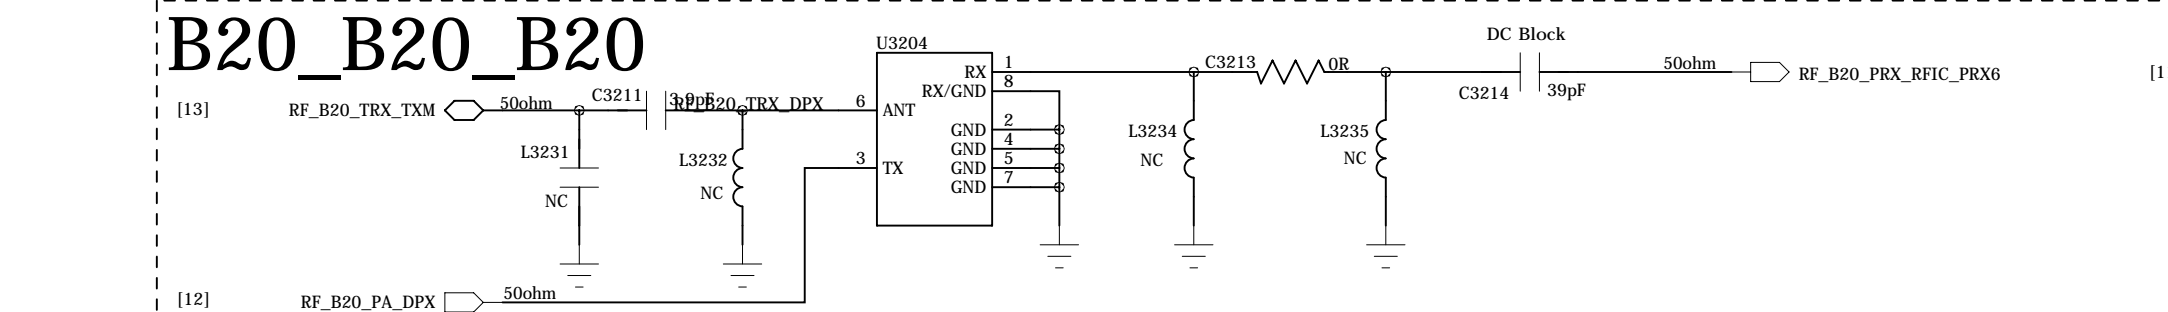 B20_B20_B20
[13]
RF_B20_TRX_TXM
50ohm
C3211
3.9pF
RF_B20_TRX_DPX
L3231
NC
L3232
NC
[12]
RF_B20_PA_DPX
50ohm
U3204
6
ANT
3
TX
RX
1
RX/GND
8
GND
2
GND
4
GND
5
GND
7
C3213
0R
L3234
NC
L3235
NC
DC Block
C3214
39pF
50ohm
RF_B20_PRX_RFIC_PRX6
[1